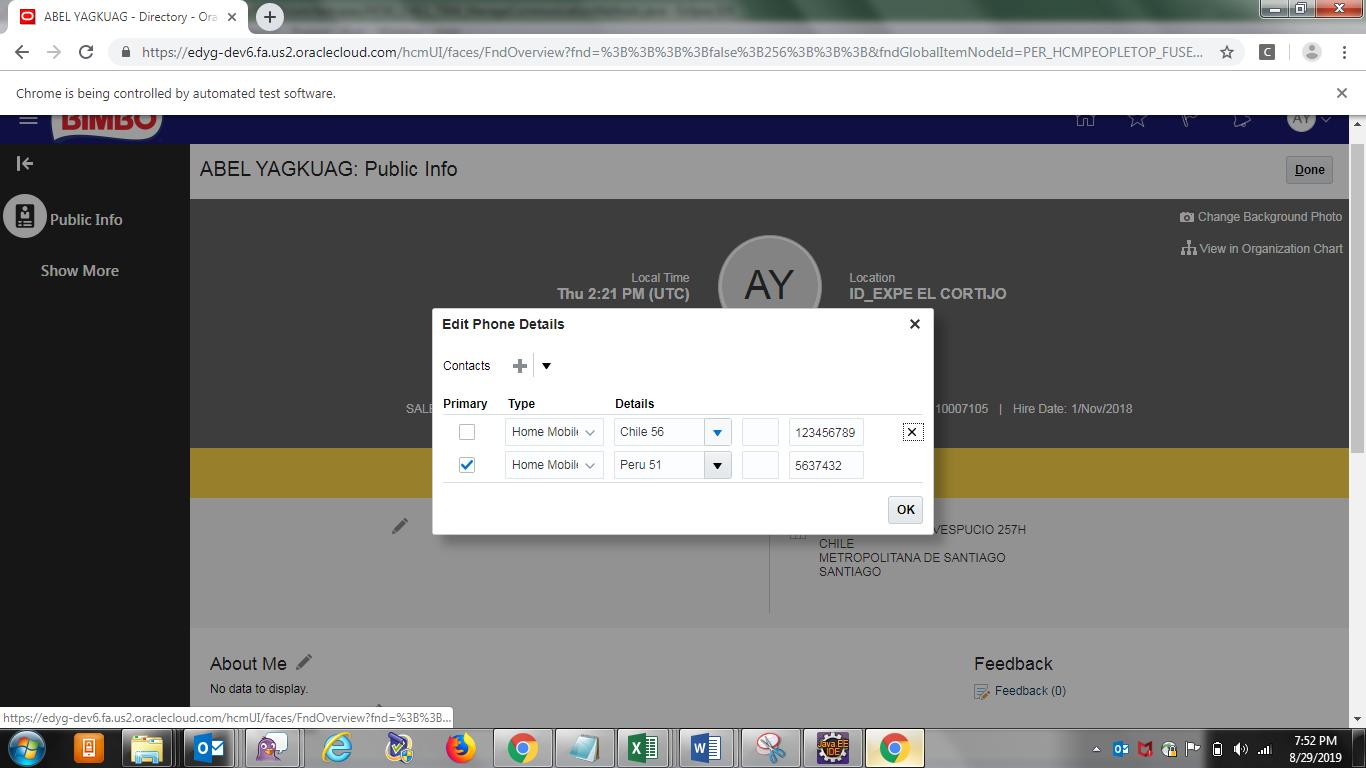 ABEL YAGKUAG - Directory - Ora
https://edyg-dev6.fa.us2.oraclecloud.com/hcmUI/faces/FndOverview?fnd=%3B%3B%3B%3Bfalse%3B256%3B%3B%3B&fndGlobalItemNodeId=PER_HCMPEOPLETOP_FUSE...
C
Chrome is being controlled by automated test software.
BIMBO
AY
ABEL YAGKUAG: Public Info
Done
Public Info
Show More
Change Background Photo
View in Organization Chart
Local Time
Thu 2:21 PM (UTC)
AY
Location
ID_EXPE EL CORTIJO
Edit Phone Details
Contacts
Primary Type Details
Home Mobile Chile 56 123456789
Home Mobile Peru 51 5637432
OK
SALE
10007105 | Hire Date: 1/Nov/2018
VESPUCIO 257H
CHILE
METROPOLITANA DE SANTIAGO
SANTIAGO
About Me
No data to display.
Feedback
Feedback (0)
https://edyg-dev6.fa.us2.oraclecloud.com/hcmUI/faces/FndOverview?fnd=%3B%3B...
Java EE
IDE
7:52 PM
8/29/2019